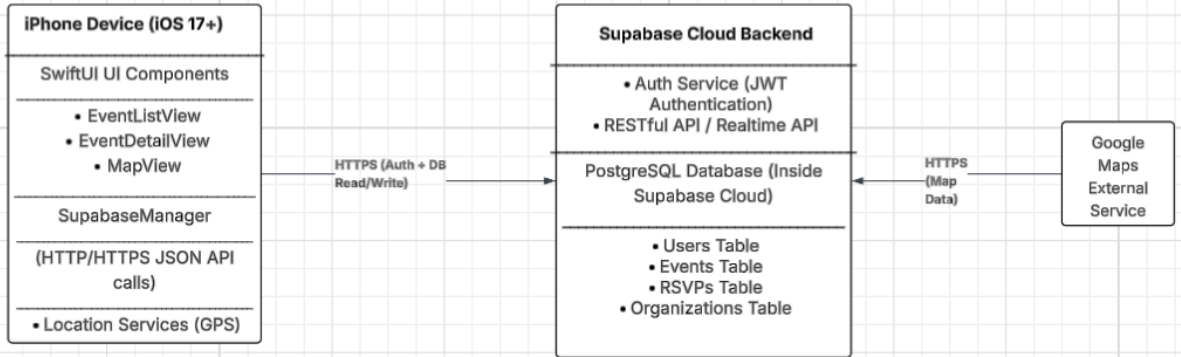 iPhone Device (iOS 17+)
SwiftUI UI Components
• EventListView
• EventDetailView
• MapView
SupabaseManager
(HTTP/HTTPS JSON API
calls)
• Location Services (GPS)
HTTPS (Auth + DB
Read/Write)
Supabase Cloud Backend
• Auth Service (JWT
Authentication)
• RESTful API / Realtime API
PostgreSQL Database (Inside
Supabase Cloud)
• Users Table
• Events Table
• RSVPs Table
• Organizations Table
HTTPS
(Map
Data)
Google
Maps
External
Service